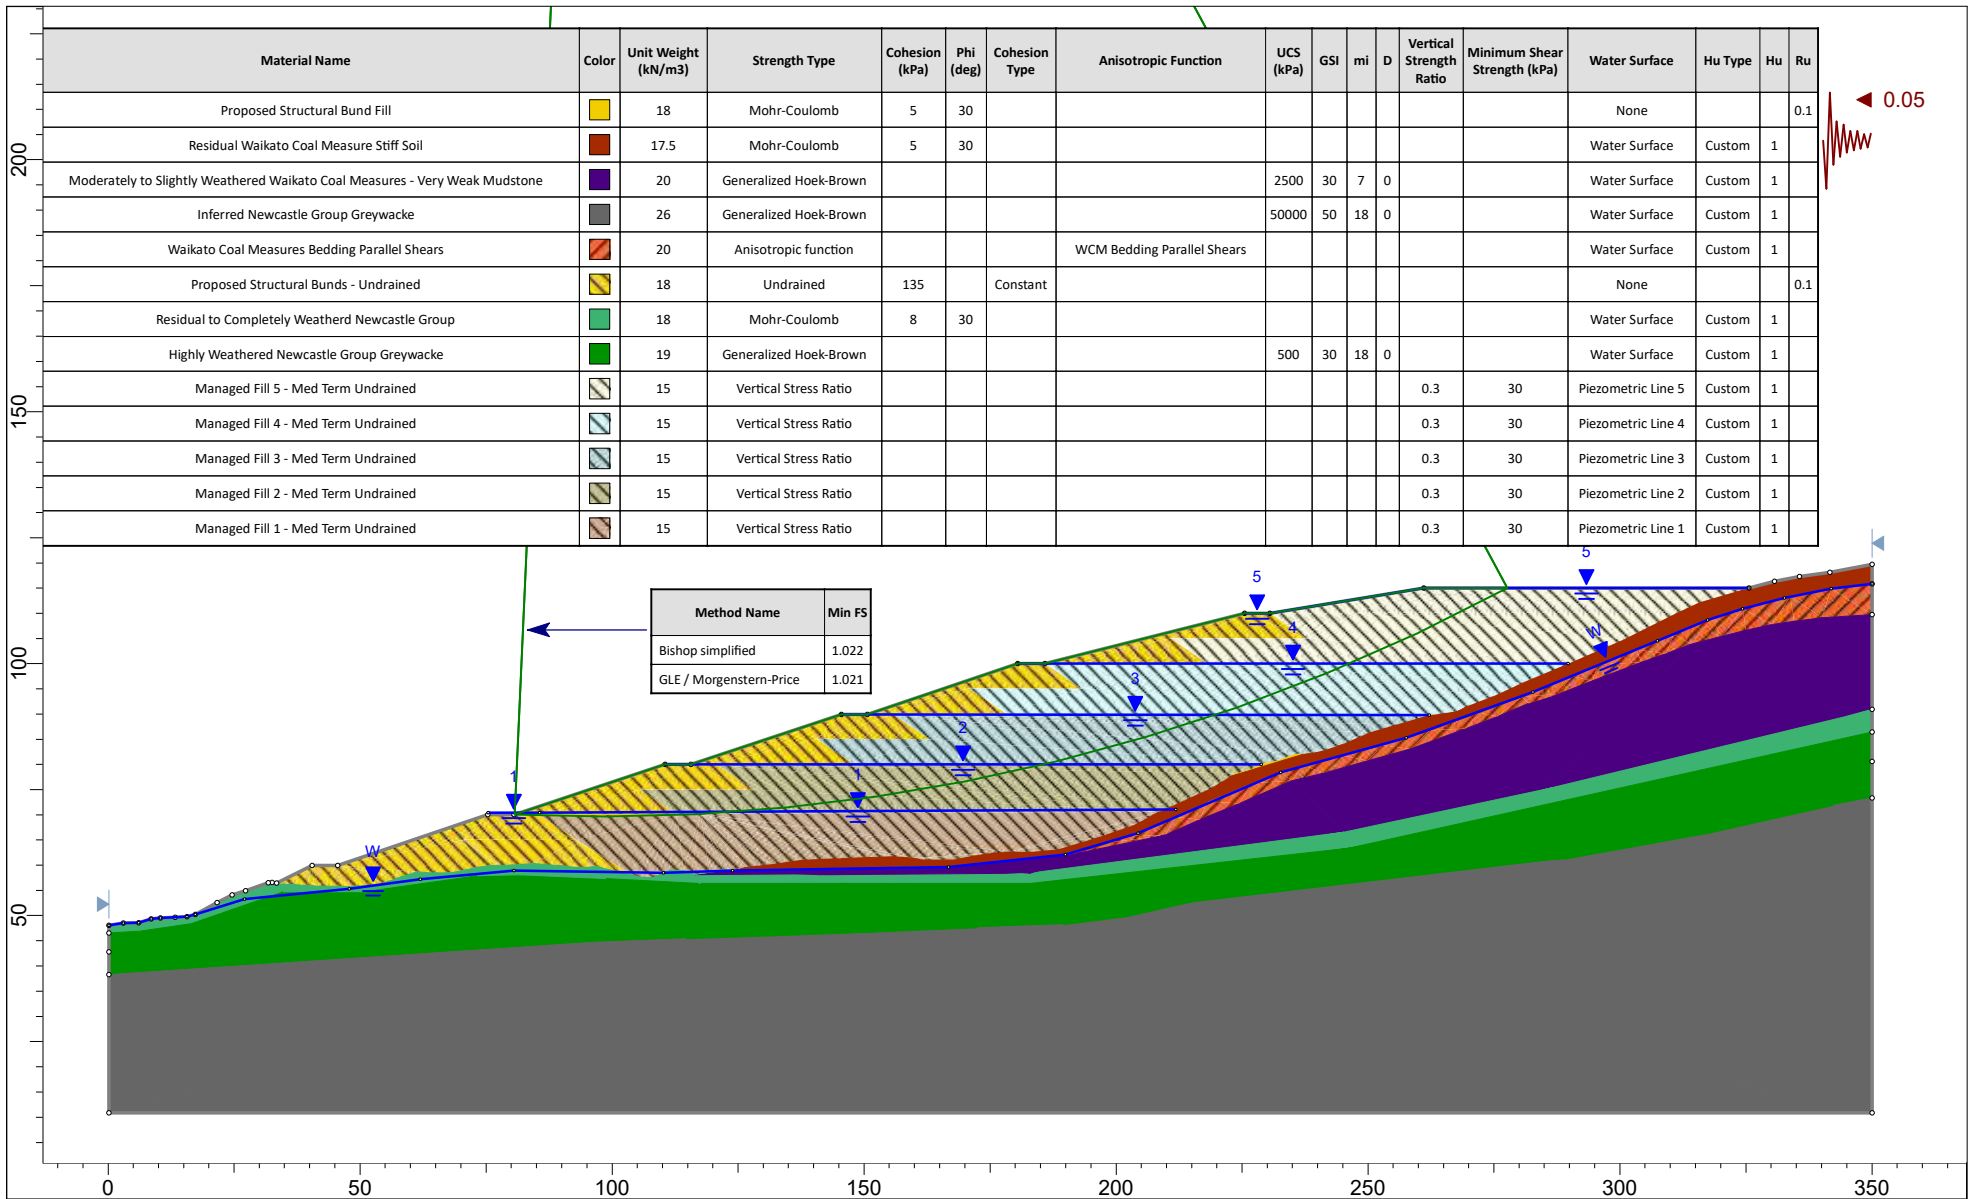 Material Name Color Unit Weight (kN/m3) Strength Type Cohesion (kPa) Phi (deg) Cohesion Type Anisotropic Function UCS (kPa) GSI mi D Vertical Strength Ratio Minimum Shear Strength (kPa) Water Surface Hu Type Hu Ru
Proposed Structural Bund Fill 18 Mohr-Coulomb 5 30 None 0.1
Residual Waikato Coal Measure Stiff Soil 17.5 Mohr-Coulomb 5 30 Water Surface Custom 1
Moderately to Slightly Weathered Waikato Coal Measures - Very Weak Mudstone 20 Generalized Hoek-Brown 2500 30 7 0 Water Surface Custom 1
Inferred Newcastle Group Greywacke 26 Generalized Hoek-Brown 50000 50 18 0 Water Surface Custom 1
Waikato Coal Measures Bedding Parallel Shears 20 Anisotropic function WCM Bedding Parallel Shears Water Surface Custom 1
Proposed Structural Bunds - Undrained 18 Undrained 135 Constant None 0.1
Residual to Completely Weatherd Newcastle Group 18 Mohr-Coulomb 8 30 Water Surface Custom 1
Highly Weathered Newcastle Group Greywacke 19 Generalized Hoek-Brown 500 30 18 0 Water Surface Custom 1
Managed Fill 5 - Med Term Undrained 15 Vertical Stress Ratio 0.3 30 Piezometric Line 5 Custom 1
Managed Fill 4 - Med Term Undrained 15 Vertical Stress Ratio 0.3 30 Piezometric Line 4 Custom 1
Managed Fill 3 - Med Term Undrained 15 Vertical Stress Ratio 0.3 30 Piezometric Line 3 Custom 1
Managed Fill 2 - Med Term Undrained 15 Vertical Stress Ratio 0.3 30 Piezometric Line 2 Custom 1
Managed Fill 1 - Med Term Undrained 15 Vertical Stress Ratio 0.3 30 Piezometric Line 1 Custom 1
0.05
Method Name Min FS
Bishop simplified 1.022
GLE / Morgenstern-Price 1.021
5
5
4
W
3
2
1
1
W
200
150
100
50
0 50 100 150 200 250 300 350